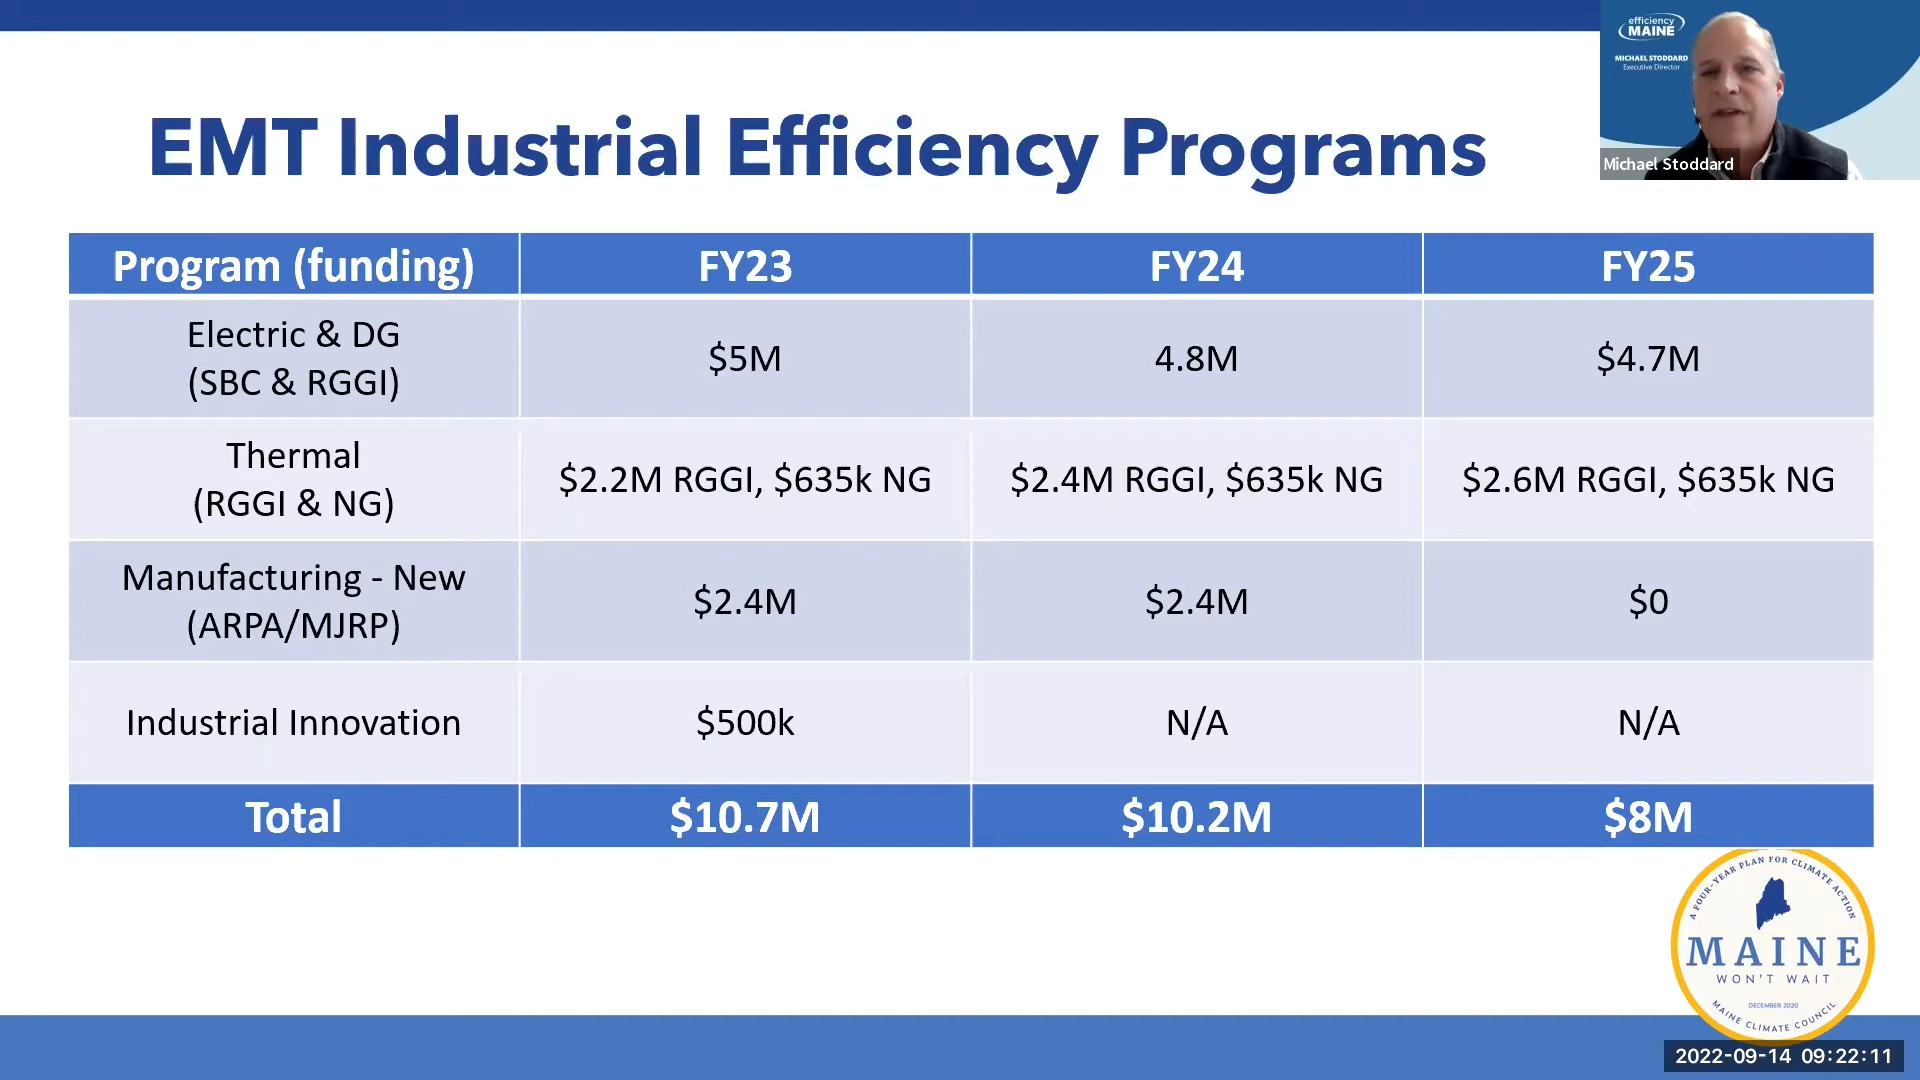 efficiency
MAINE
MICHAEL STODDARD
Executive Director
Michael Stoddard
EMT Industrial Efficiency Programs
Program (funding) FY23 FY24 FY25
Electric & DG
(SBC & RGGI) $5M 4.8M $4.7M
Thermal
(RGGI & NG) $2.2M RGGI, $635k NG $2.4M RGGI, $635k NG $2.6M RGGI, $635k NG
Manufacturing - New
(ARPA/MJRP) $2.4M $2.4M $0
Industrial Innovation $500k N/A N/A
Total $10.7M $10.2M $8M
A FOUR-YEAR PLAN FOR CLIMATE ACTION
MAINE
WON'T WAIT
DECEMBER 2020
MAINE CLIMATE COUNCIL
2022-09-14 09:22:11